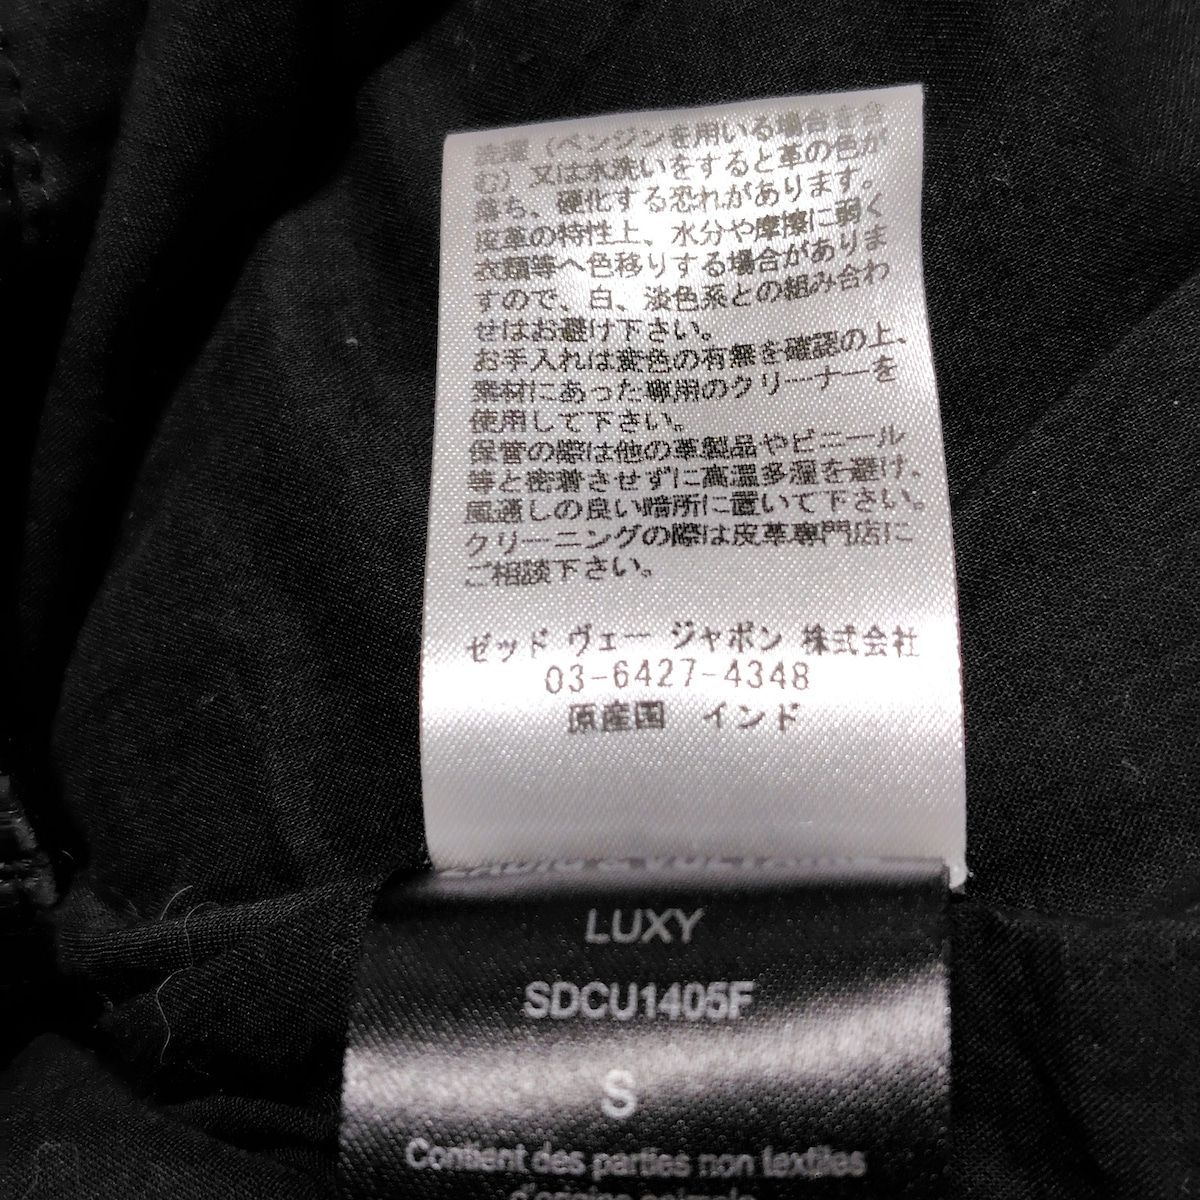 洗濯（ベンジンを用いる場合を含
む）又は水洗いをすると革の色が
落ち、硬化する恐れがあります。
皮革の特性上、水分や摩擦に弱く
衣類等へ色移りする場合がありま
すので、白、淡色系との組み合わ
せはお避け下さい。
お手入れは変色の有無を確認の上、
素材にあった専用のクリーナーを
使用して下さい。
保管の際は他の革製品やビニール
等と密着させずに高温多湿を避け、
風通しの良い暗所に置いて下さい。
クリーニングの際は皮革専門店に
ご相談下さい。
ゼッド ヴェー ジャポン 株式会社
03-6427-4348
原産国 インド
ZADIG & VOLTAIRE
LUXY
SDCU1405F
S
Contient des parties non textiles
d'origine animale